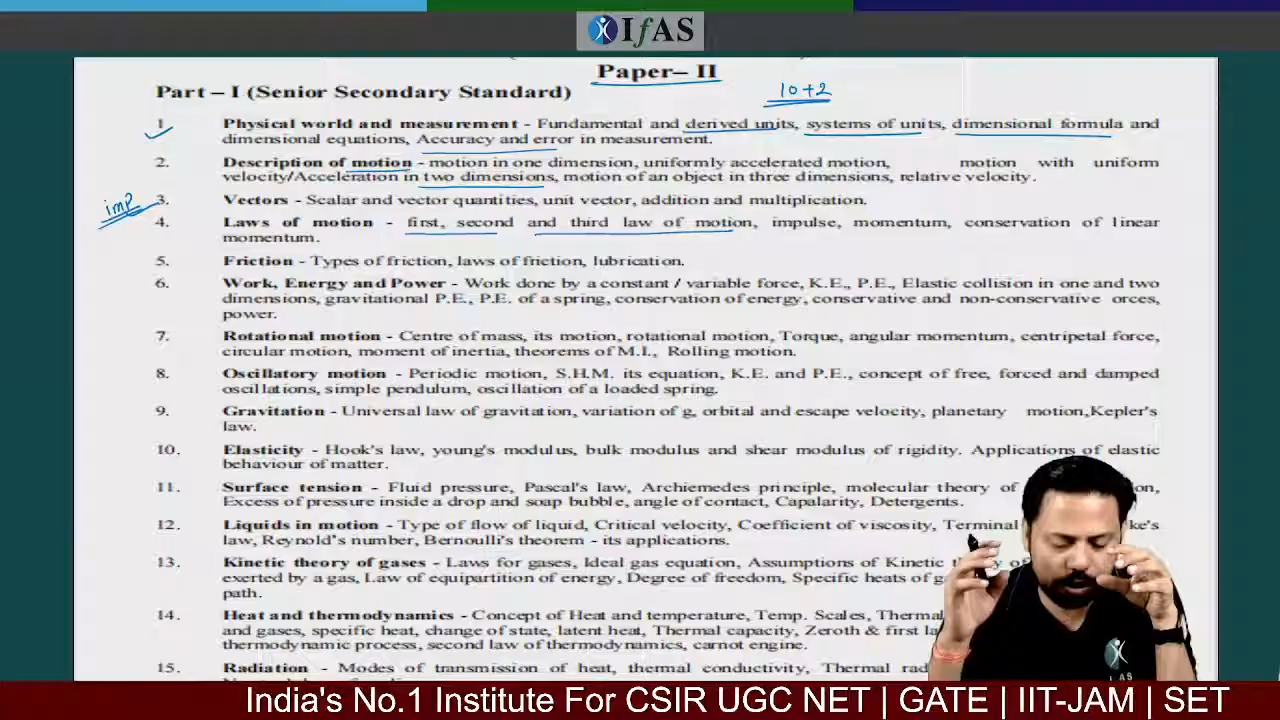 IfAS
Paper– II
Part – I (Senior Secondary Standard)
10+2
1 Physical world and measurement - Fundamental and derived units, systems of units, dimensional formula and
dimensional equations, Accuracy and error in measurement.
2. Description of motion - motion in one dimension, uniformly accelerated motion, motion with uniform
velocity/Acceleration in two dimensions, motion of an object in three dimensions, relative velocity.
imp
3. Vectors - Scalar and vector quantities, unit vector, addition and multiplication.
4. Laws of motion - first, second and third law of motion, impulse, momentum, conservation of linear
momentum.
5. Friction - Types of friction, laws of friction, lubrication.
6. Work, Energy and Power - Work done by a constant / variable force, K.E., P.E., Elastic collision in one and two
dimensions, gravitational P.E., P.E. of a spring, conservation of energy, conservative and non-conservative orces,
power.
7. Rotational motion - Centre of mass, its motion, rotational motion, Torque, angular momentum, centripetal force,
circular motion, moment of inertia, theorems of M.I., Rolling motion.
8. Oscillatory motion - Periodic motion, S.H.M. its equation, K.E. and P.E., concept of free, forced and damped
oscillations, simple pendulum, oscillation of a loaded spring.
9. Gravitation - Universal law of gravitation, variation of g, orbital and escape velocity, planetary motion,Kepler's
law.
10. Elasticity - Hook's law, young's modulus, bulk modulus and shear modulus of rigidity. Applications of elastic
behaviour of matter.
11. Surface tension - Fluid pressure, Pascal's law, Archiemedes principle, molecular theory of
Excess of pressure inside a drop and soap bubble, angle of contact, Capalarity, Detergents.
12. Liquids in motion - Type of flow of liquid, Critical velocity, Coefficient of viscosity, Terminal
law, Reynold's number, Bernoulli's theorem - its applications.
13. Kinetic theory of gases - Laws for gases, Ideal gas equation, Assumptions of Kinetic
exerted by a gas, Law of equipartition of energy, Degree of freedom, Specific heats of
path.
14. Heat and thermodynamics - Concept of Heat and temperature, Temp. Scales, Thermal
and gases, specific heat, change of state, latent heat, Thermal capacity, Zeroth & first
thermodynamic process, second law of thermodynamics, carnot engine.
15. Radiation - Modes of transmission of heat, thermal conductivity, Thermal
India's No.1 Institute For CSIR UGC NET | GATE | IIT-JAM | SET